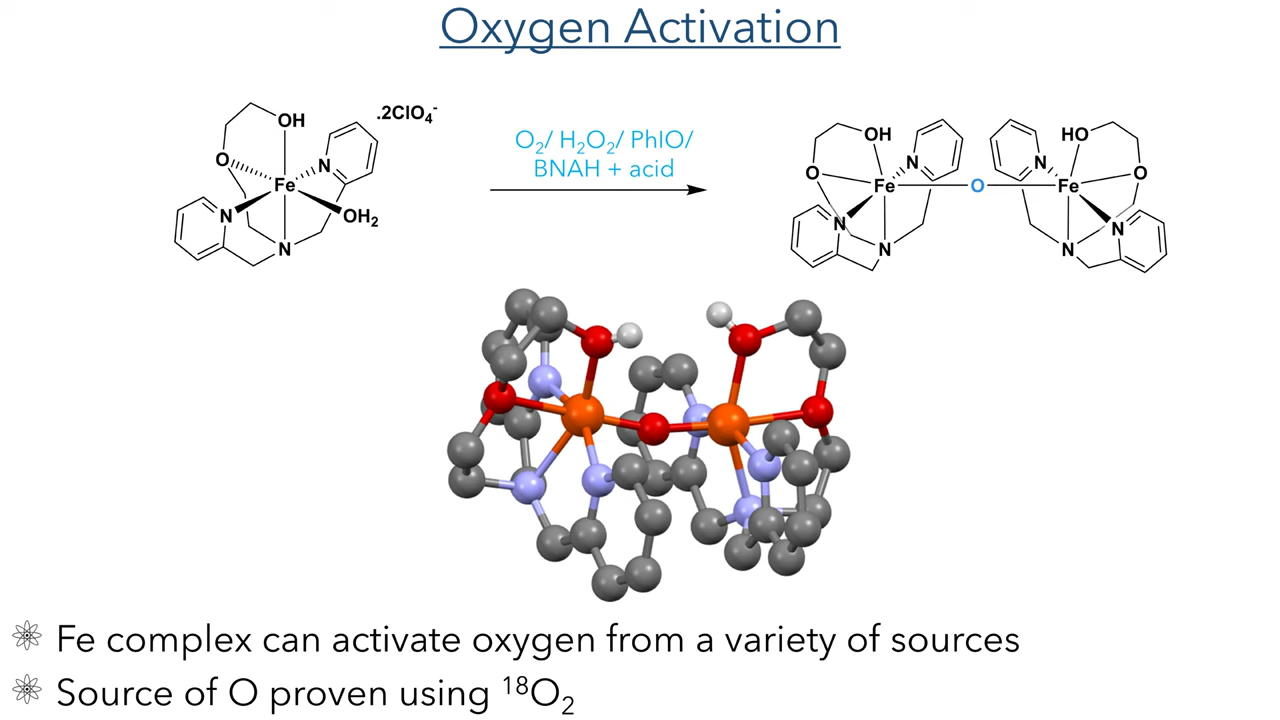 Oxygen Activation
.2ClO₄⁻
OH
O
N
Fe
N
OH₂
N
O₂/ H₂O₂/ PhIO/
BNAH + acid
OH
HO
N
N
O
O
Fe
O
Fe
N
N
N
N
Fe complex can activate oxygen from a variety of sources
Source of O proven using ¹⁸O₂